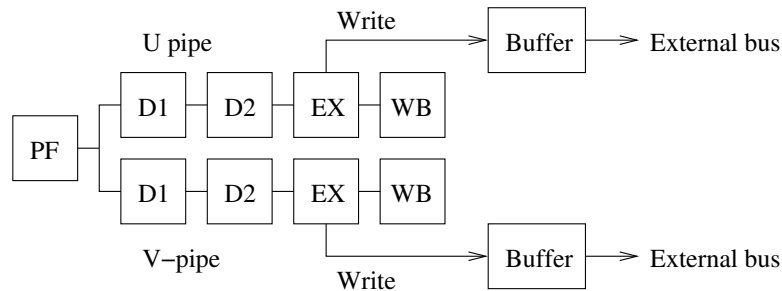 Write
U pipe
Buffer
External bus
D1
D2
EX
WB
PF
D1
D2
EX
WB
V−pipe
Write
Buffer
External bus